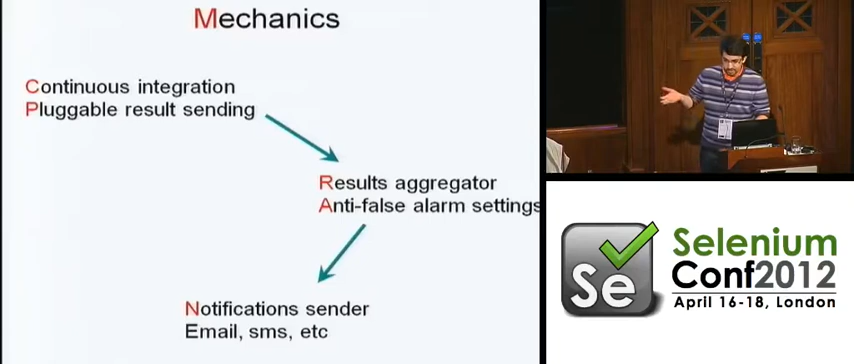 Mechanics
Continuous integration
Pluggable result sending
Results aggregator
Anti-false alarm settings
Notifications sender
Email, sms, etc
Se
Selenium
Conf2012
April 16-18, London